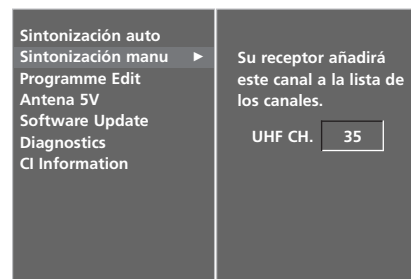 Sintonización auto
Sintonización manu ►
Programme Edit
Antena 5V
Software Update
Diagnostics
CI Information
Su receptor añadirá
este canal a la lista de
los canales.
UHF CH. 35